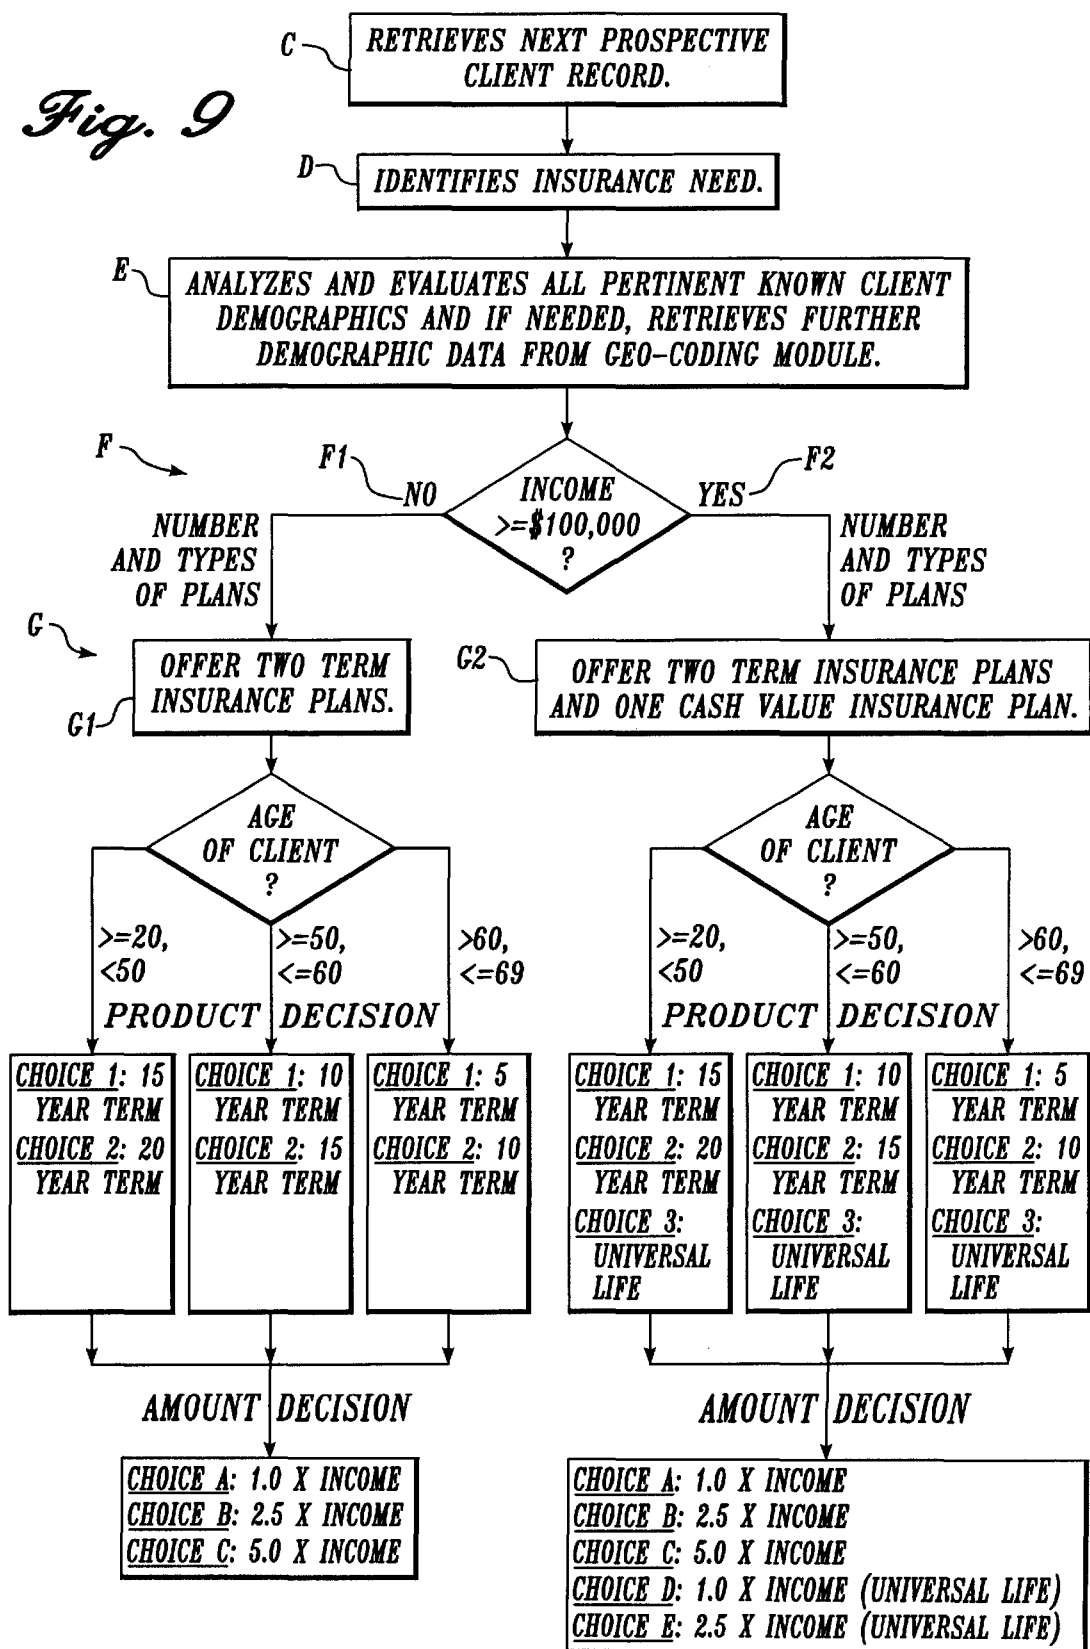 C
RETRIEVES NEXT PROSPECTIVE
CLIENT RECORD.
Fig. 9
D
IDENTIFIES INSURANCE NEED.
E
ANALYZES AND EVALUATES ALL PERTINENT KNOWN CLIENT
DEMOGRAPHICS AND IF NEEDED, RETRIEVES FURTHER
DEMOGRAPHIC DATA FROM GEO-CODING MODULE.
F
F1
NO
INCOME
>=$100,000
?
YES
F2
NUMBER
AND TYPES
OF PLANS
NUMBER
AND TYPES
OF PLANS
G
G1
OFFER TWO TERM
INSURANCE PLANS.
G2
OFFER TWO TERM INSURANCE PLANS
AND ONE CASH VALUE INSURANCE PLAN.
AGE
OF CLIENT
?
>=20,
<50
>=50,
<=60
>60,
<=69
PRODUCT DECISION
CHOICE 1: 15
YEAR TERM
CHOICE 2: 20
YEAR TERM
CHOICE 1: 10
YEAR TERM
CHOICE 2: 15
YEAR TERM
CHOICE 1: 5
YEAR TERM
CHOICE 2: 10
YEAR TERM
AMOUNT DECISION
CHOICE A: 1.0 X INCOME
CHOICE B: 2.5 X INCOME
CHOICE C: 5.0 X INCOME
AGE
OF CLIENT
?
>=20,
<50
>=50,
<=60
>60,
<=69
PRODUCT DECISION
CHOICE 1: 15
YEAR TERM
CHOICE 2: 20
YEAR TERM
CHOICE 3:
UNIVERSAL
LIFE
CHOICE 1: 10
YEAR TERM
CHOICE 2: 15
YEAR TERM
CHOICE 3:
UNIVERSAL
LIFE
CHOICE 1: 5
YEAR TERM
CHOICE 2: 10
YEAR TERM
CHOICE 3:
UNIVERSAL
LIFE
AMOUNT DECISION
CHOICE A: 1.0 X INCOME
CHOICE B: 2.5 X INCOME
CHOICE C: 5.0 X INCOME
CHOICE D: 1.0 X INCOME (UNIVERSAL LIFE)
CHOICE E: 2.5 X INCOME (UNIVERSAL LIFE)